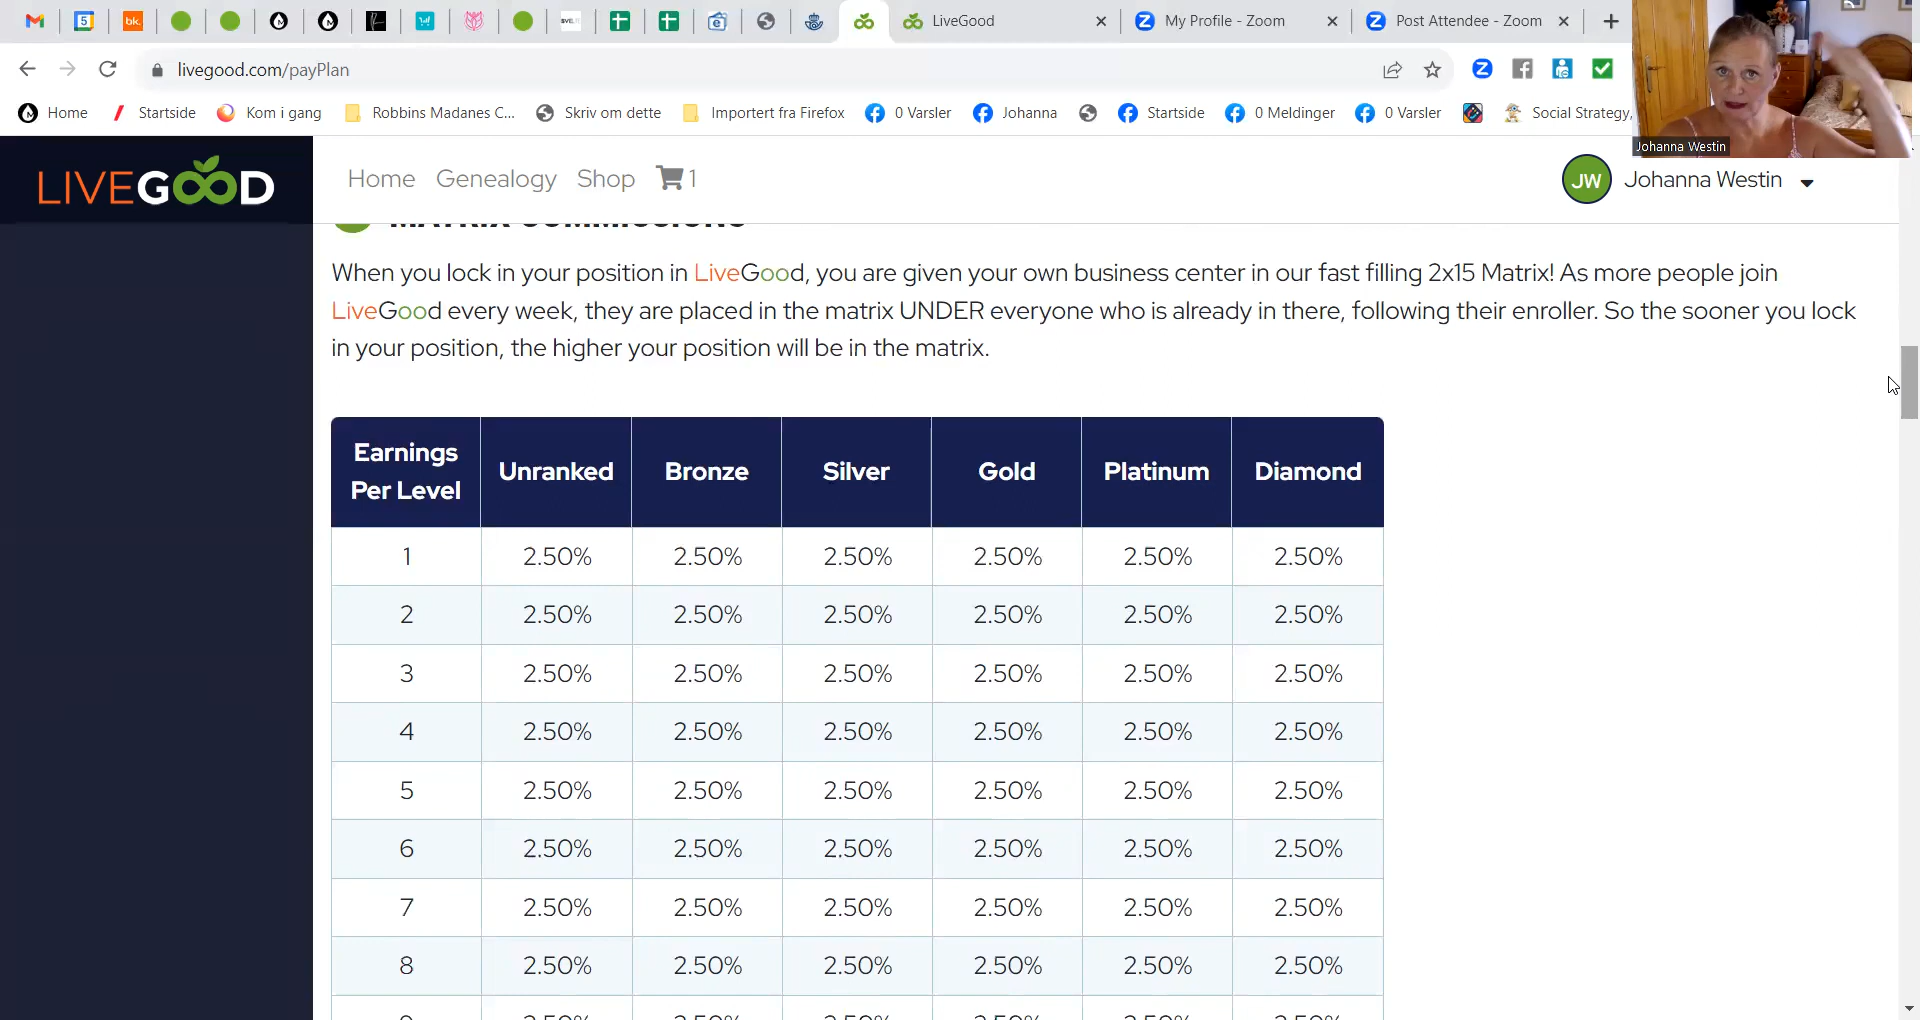 5
bk.
LiveGood
My Profile - Zoom
Post Attendee - Zoom
livegood.com/payPlan
Home
Startside
Kom i gang
Robbins Madanes C...
Skriv om dette
Importert fra Firefox
0 Varsler
Johanna
Startside
0 Meldinger
0 Varsler
Social Strategy,
Johanna Westin
LIVEGOOD
Home
Genealogy
Shop
1
JW
Johanna Westin
MATRIX COMMISSIONS
When you lock in your position in LiveGood, you are given your own business center in our fast filling 2x15 Matrix! As more people join
LiveGood every week, they are placed in the matrix UNDER everyone who is already in there, following their enroller. So the sooner you lock
in your position, the higher your position will be in the matrix.
Earnings
Per Level
Unranked Bronze Silver Gold Platinum Diamond
1 2.50% 2.50% 2.50% 2.50% 2.50% 2.50%
2 2.50% 2.50% 2.50% 2.50% 2.50% 2.50%
3 2.50% 2.50% 2.50% 2.50% 2.50% 2.50%
4 2.50% 2.50% 2.50% 2.50% 2.50% 2.50%
5 2.50% 2.50% 2.50% 2.50% 2.50% 2.50%
6 2.50% 2.50% 2.50% 2.50% 2.50% 2.50%
7 2.50% 2.50% 2.50% 2.50% 2.50% 2.50%
8 2.50% 2.50% 2.50% 2.50% 2.50% 2.50%